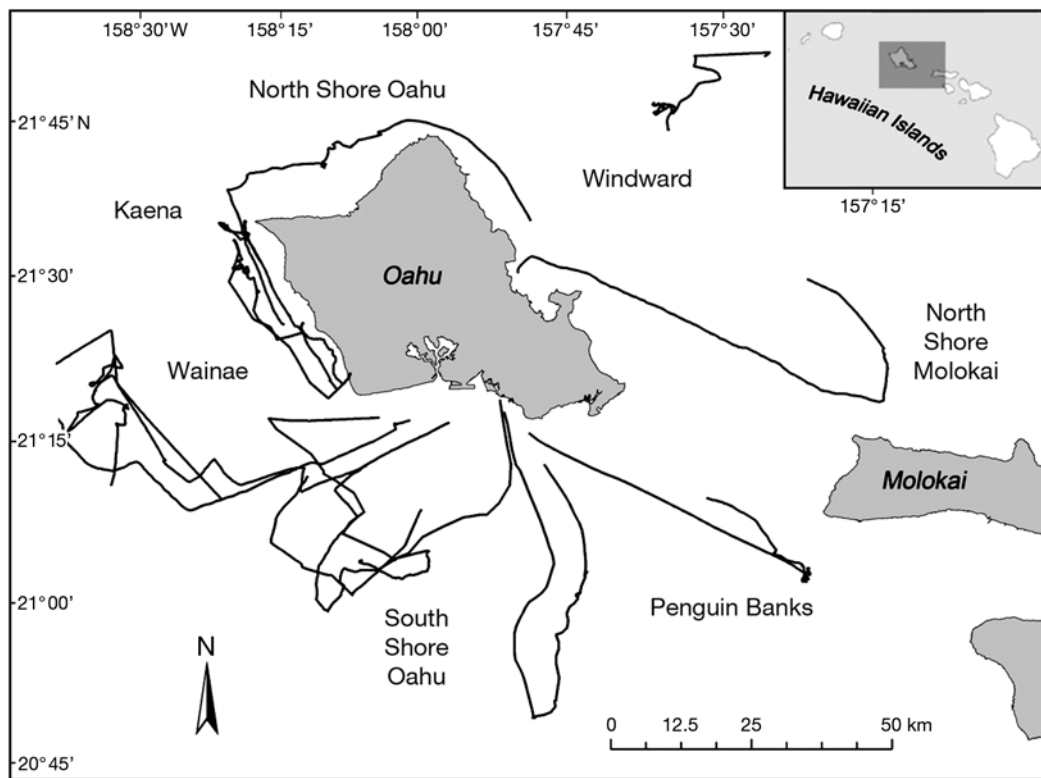 158°30'W
158°15'
158°00'
157°45'
157°30'
North Shore Oahu
Hawaiian Islands
21°45' N
Windward
157°15'
Kaena
21°30'
Oahu
North
Shore
Molokai
Wainae
21°15'
Molokai
21°00'
Penguin Banks
South
Shore
Oahu
N
0 12.5 25 50 km
20°45'